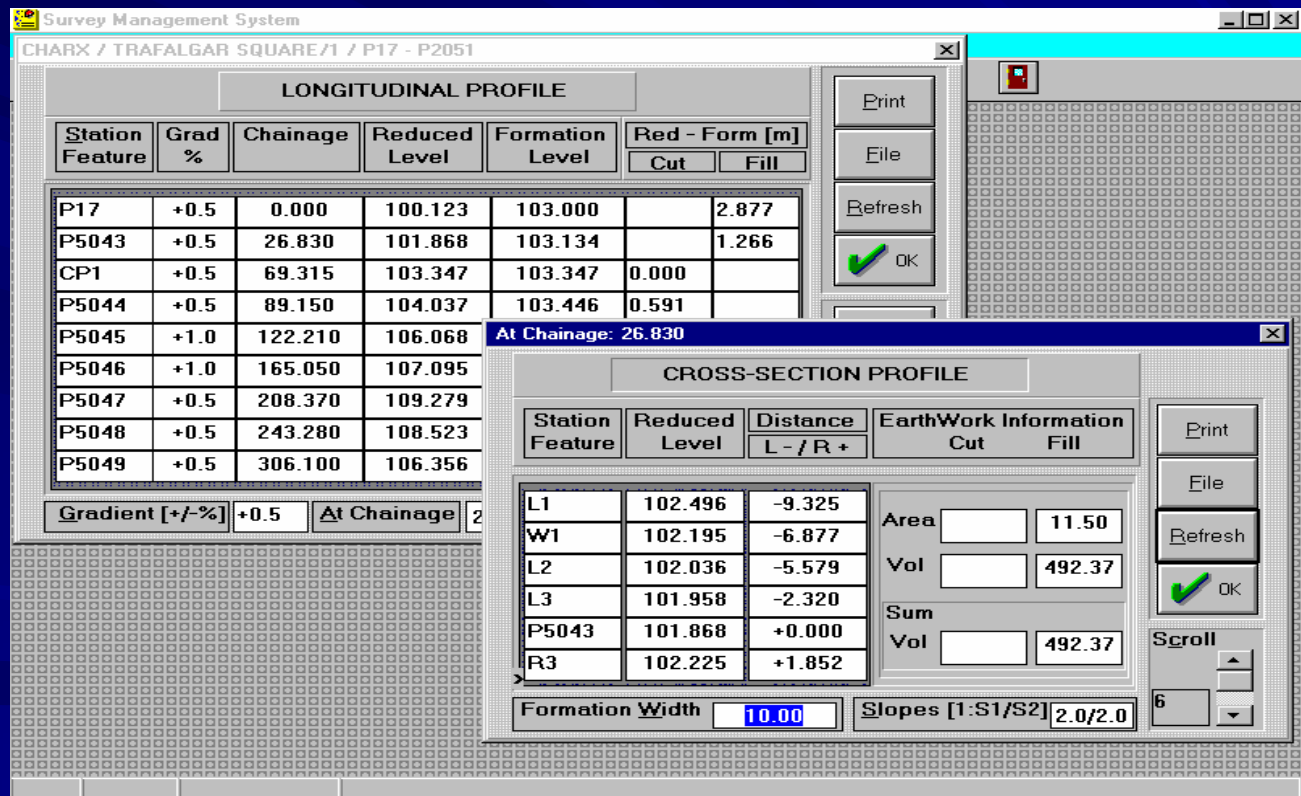 Survey Management System
CHARX / TRAFALGAR SQUARE/1 / P17 - P2051
LONGITUDINAL PROFILE
Station Feature Grad % Chainage Reduced Level Formation Level Red - Form [m] Cut Fill
P17 +0.5 0.000 100.123 103.000 2.877
P5043 +0.5 26.830 101.868 103.134 1.266
CP1 +0.5 69.315 103.347 103.347 0.000
P5044 +0.5 89.150 104.037 103.446 0.591
P5045 +1.0 122.210 106.068
P5046 +1.0 165.050 107.095
P5047 +0.5 208.370 109.279
P5048 +0.5 243.280 108.523
P5049 +0.5 306.100 106.356
Gradient [+/-%] +0.5 At Chainage 2
Print
File
Refresh
OK
At Chainage: 26.830
CROSS-SECTION PROFILE
Station Feature Reduced Level Distance L - / R + EarthWork Information Cut Fill
L1 102.496 -9.325
W1 102.195 -6.877
L2 102.036 -5.579
L3 101.958 -2.320
P5043 101.868 +0.000
> R3 102.225 +1.852
Area 11.50
Vol 492.37
Sum
Vol 492.37
Formation Width 10.00 Slopes [1:S1/S2] 2.0/2.0
Print
File
Refresh
OK
Scroll
6